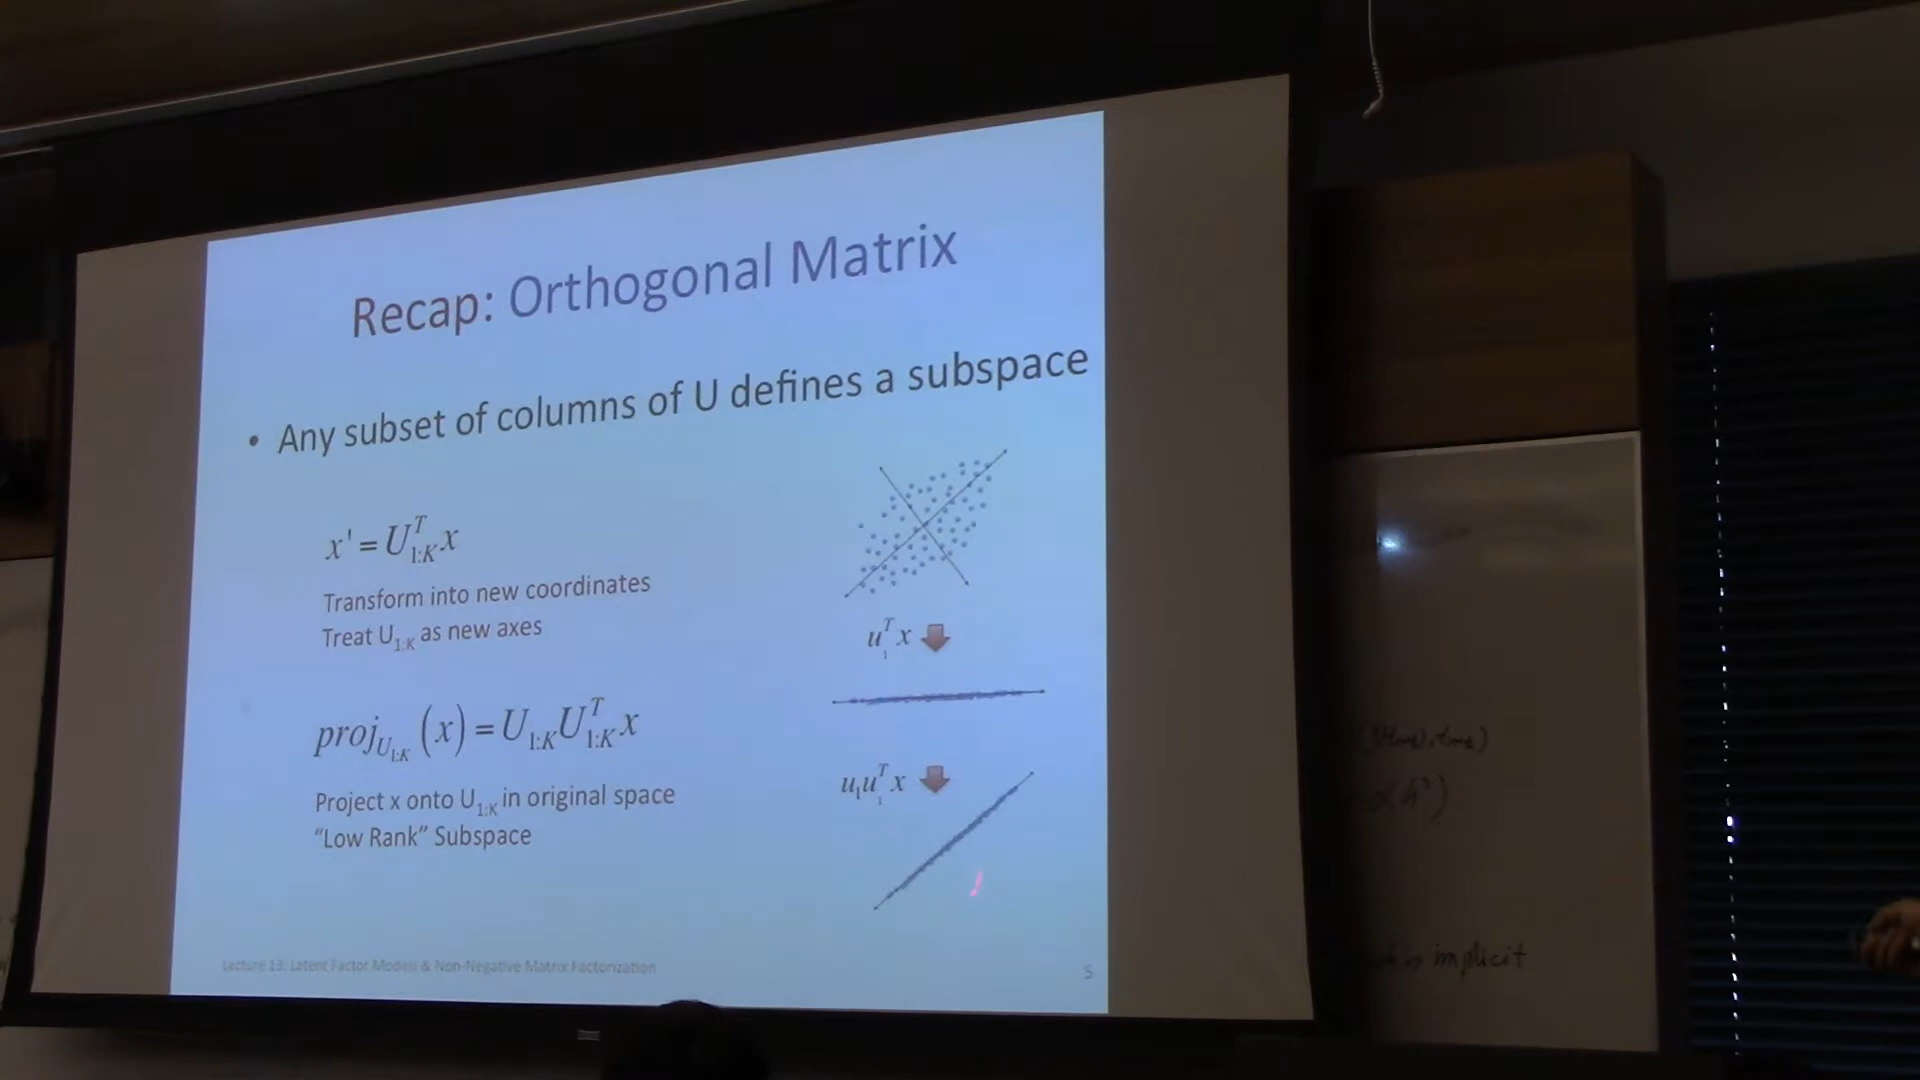 Recap: Orthogonal Matrix
• Any subset of columns of U defines a subspace
x' = U_{1:K}^T x
Transform into new coordinates
Treat U_{1:K} as new axes
u_1^T x
proj_{U_{1:K}} (x) = U_{1:K} U_{1:K}^T x
Project x onto U_{1:K} in original space
“Low Rank” Subspace
u_1 u_1^T x
Lecture 13: Latent Factor Models & Non-Negative Matrix Factorization
5
implicit